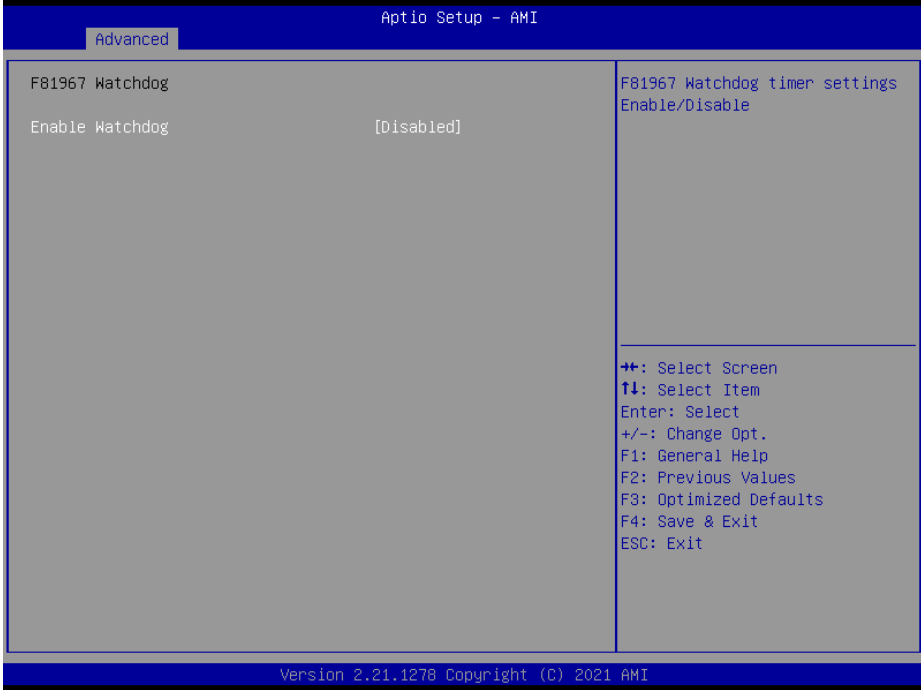 Aptio Setup – AMI
Advanced
F81967 Watchdog
Enable Watchdog [Disabled]
F81967 Watchdog timer settings
Enable/Disable
→←: Select Screen
↑↓: Select Item
Enter: Select
+/-: Change Opt.
F1: General Help
F2: Previous Values
F3: Optimized Defaults
F4: Save & Exit
ESC: Exit
Version 2.21.1278 Copyright (C) 2021 AMI